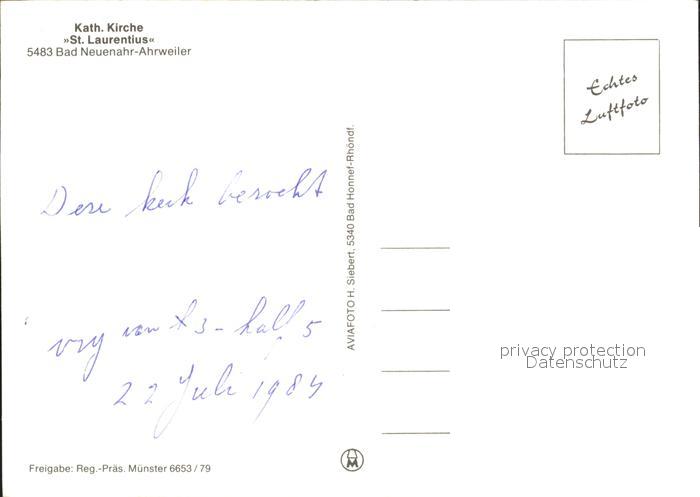 Kath. Kirche
»St. Laurentius«
5483 Bad Neuenahr-Ahrweiler
Echtes
Luftfoto
Deze kerk bezocht
vry van 3 - half 5
22 Juli 1984
AVIAFOTO H. Siebert, 5340 Bad Honnef-Rhöndf.
privacy protection
Datenschutz
Freigabe: Reg.-Präs. Münster 6653/79